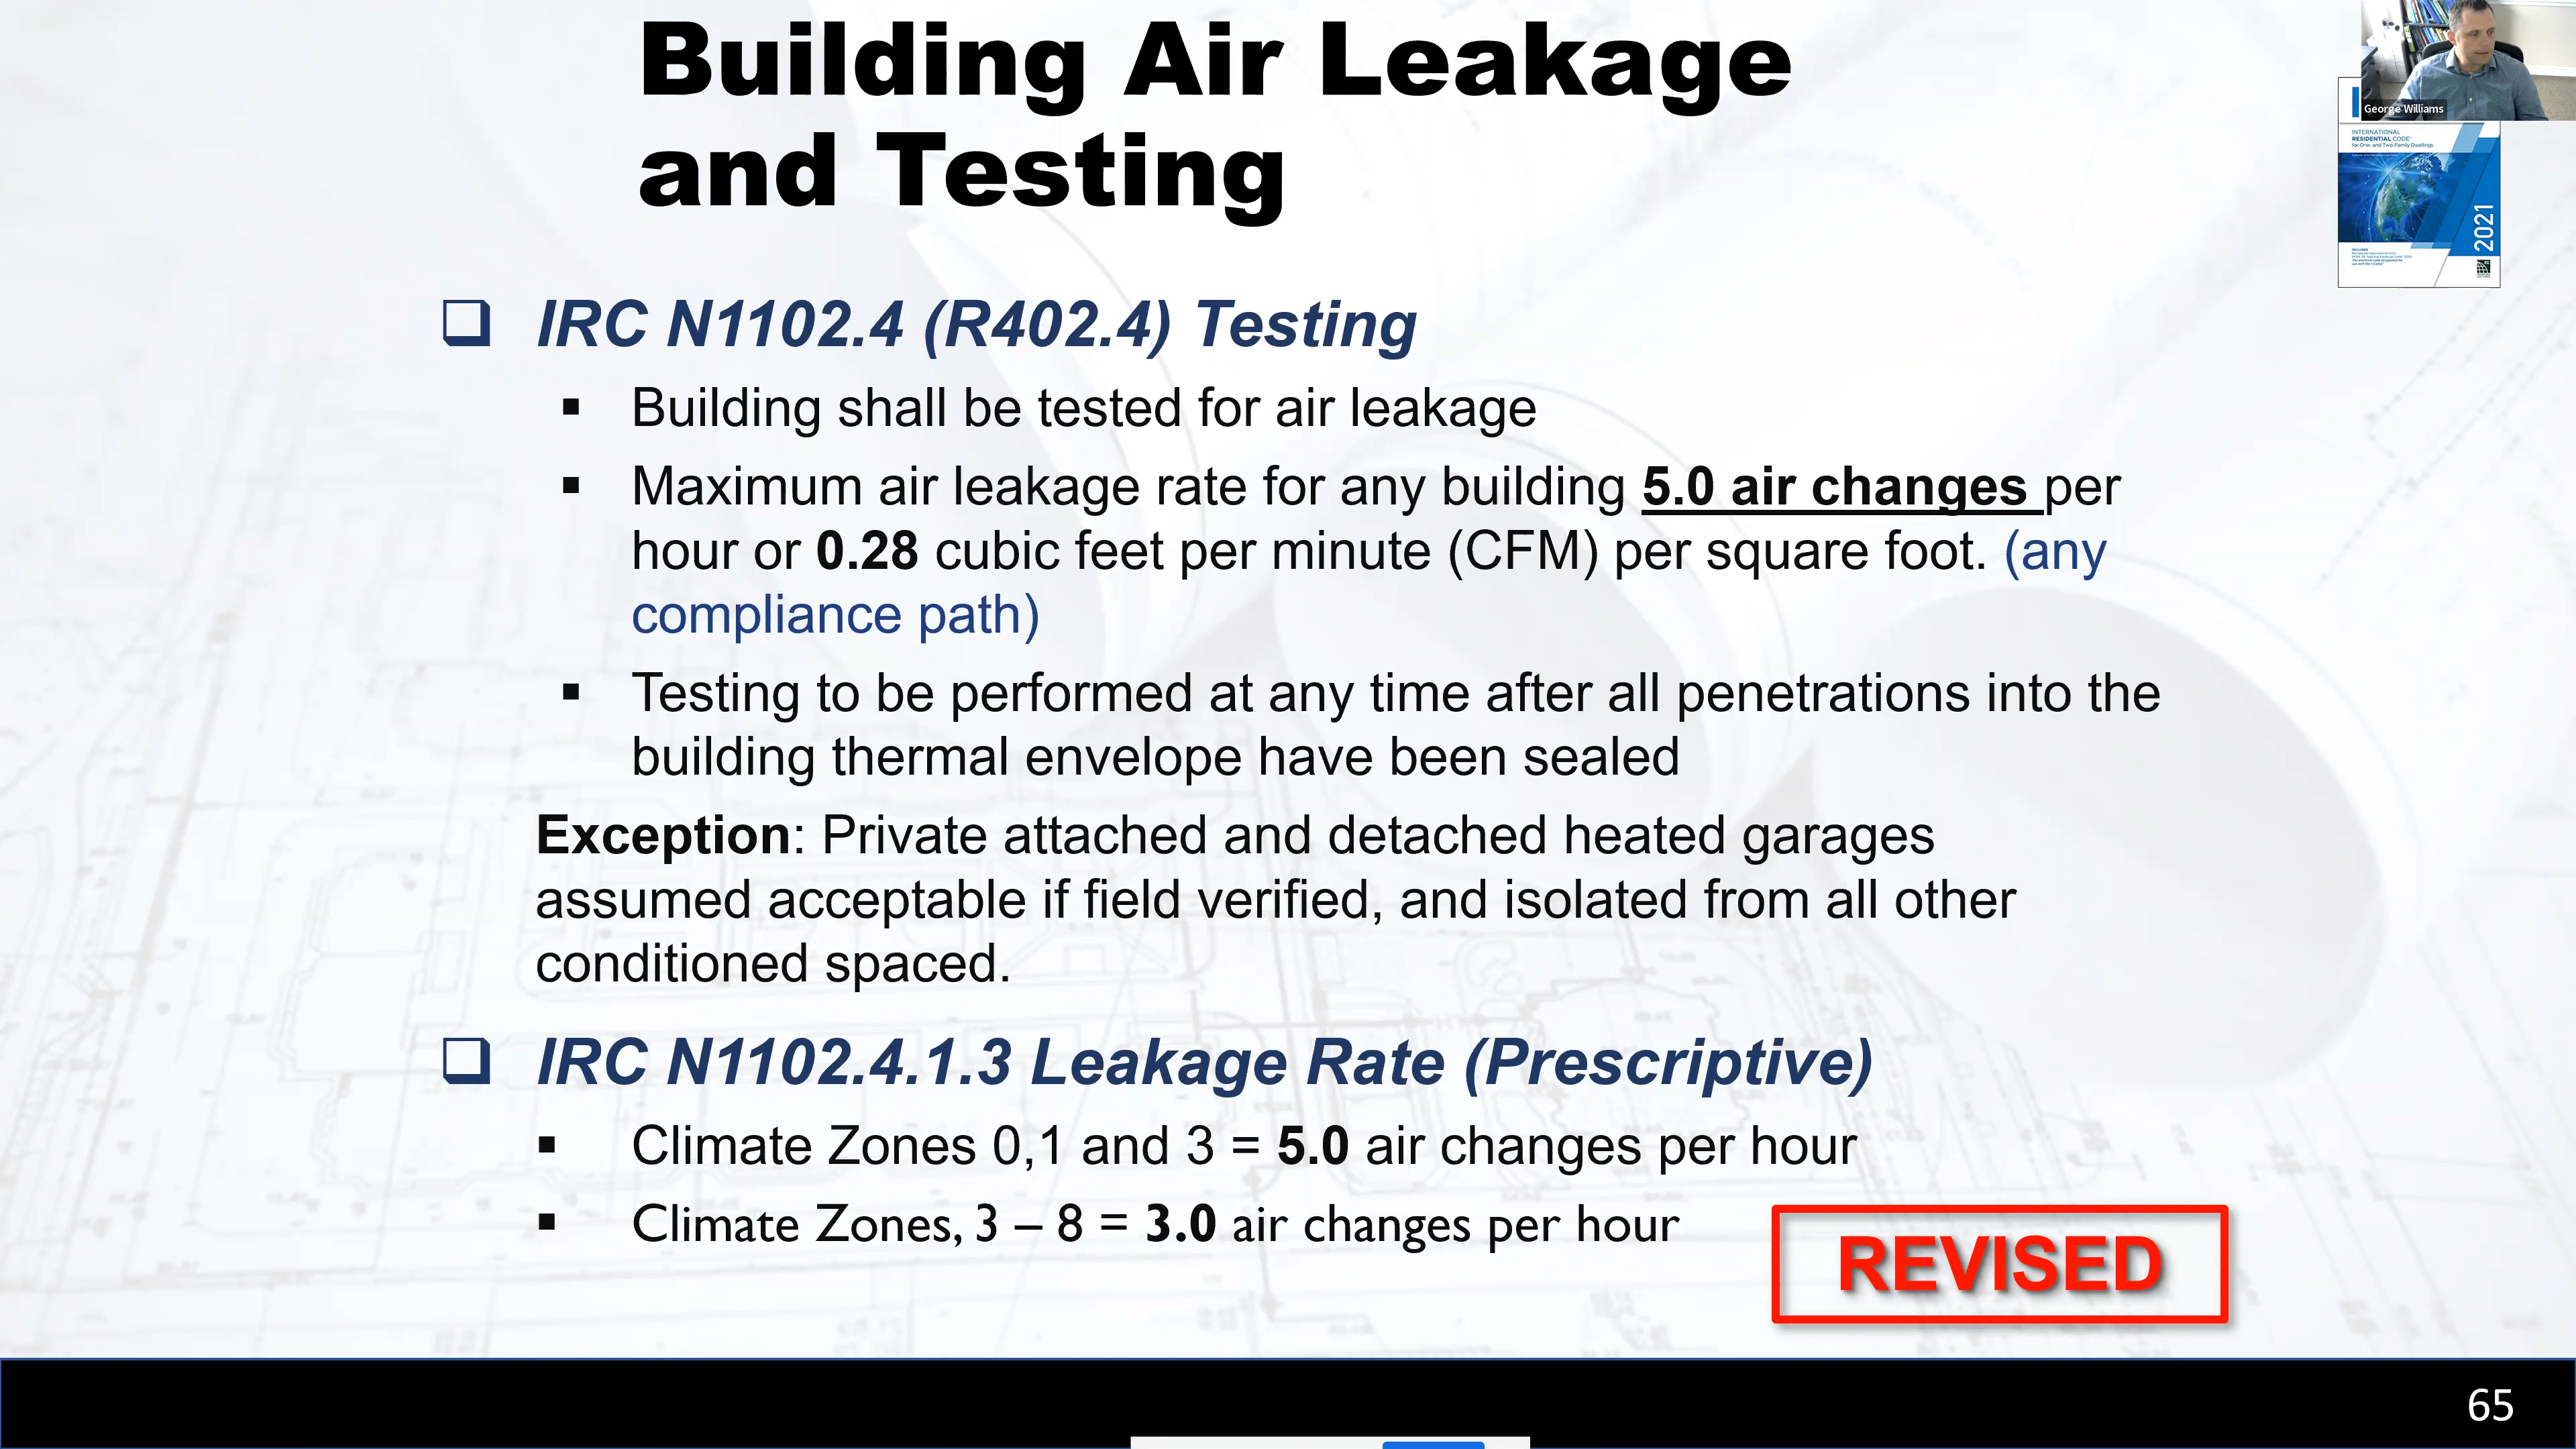 Building Air Leakage
and Testing
George Williams
INTERNATIONAL
RESIDENTIAL CODE
for One- and Two-Family Dwellings
2021
IRC N1102.4 (R402.4) Testing
Building shall be tested for air leakage
Maximum air leakage rate for any building 5.0 air changes per
hour or 0.28 cubic feet per minute (CFM) per square foot. (any
compliance path)
Testing to be performed at any time after all penetrations into the
building thermal envelope have been sealed
Exception: Private attached and detached heated garages
assumed acceptable if field verified, and isolated from all other
conditioned spaced.
IRC N1102.4.1.3 Leakage Rate (Prescriptive)
Climate Zones 0,1 and 3 = 5.0 air changes per hour
Climate Zones, 3 – 8 = 3.0 air changes per hour
REVISED
65